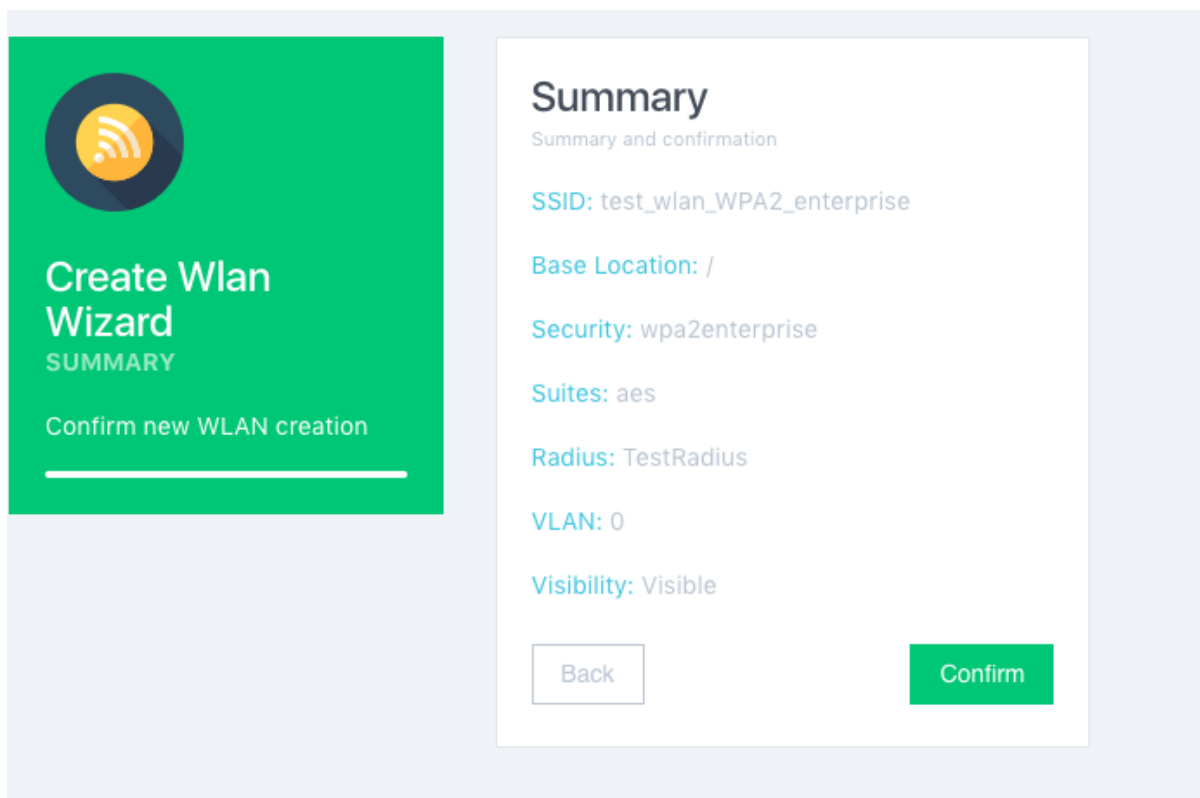 Create Wlan
Wizard
SUMMARY
Confirm new WLAN creation
Summary
Summary and confirmation
SSID: test_wlan_WPA2_enterprise
Base Location: /
Security: wpa2enterprise
Suites: aes
Radius: TestRadius
VLAN: 0
Visibility: Visible
Back
Confirm